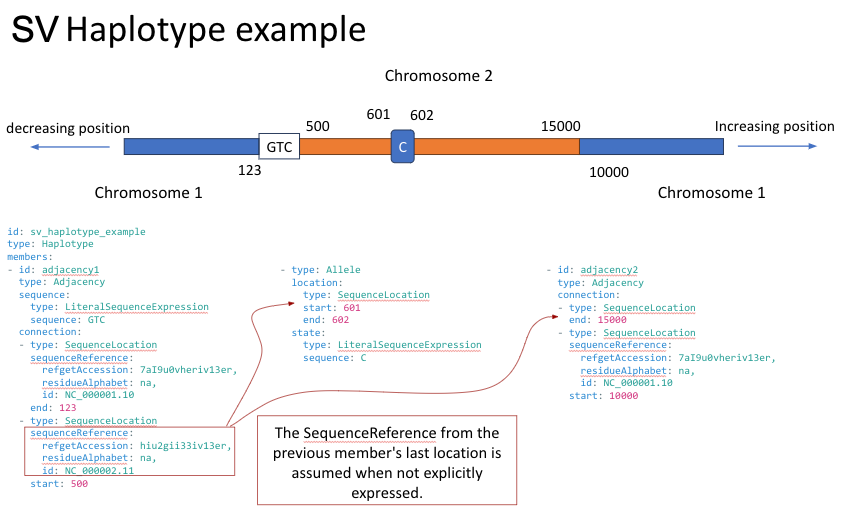 SV Haplotype example
Chromosome 2
601 602
500 15000
decreasing position Increasing position
GTC C
123 10000
Chromosome 1 Chromosome 1
id: sv_haplotype_example
type: Haplotype
members:
- id: adjacency1
type: Adjacency
sequence:
type: LiteralSequenceExpression
sequence: GTC
connection:
- type: SequenceLocation
sequenceReference:
refgetAccession: 7aI9u0vheriv13er,
residueAlphabet: na,
id: NC_000001.10
end: 123
- type: SequenceLocation
sequenceReference:
refgetAccession: hiu2gii33iv13er,
residueAlphabet: na,
id: NC_000002.11
start: 500
- type: Allele
location:
type: SequenceLocation
start: 601
end: 602
state:
type: LiteralSequenceExpression
sequence: C
- id: adjacency2
type: Adjacency
connection:
- type: SequenceLocation
end: 15000
- type: SequenceLocation
sequenceReference:
refgetAccession: 7aI9u0vheriv13er,
residueAlphabet: na,
id: NC_000001.10
start: 10000
The SequenceReference from the
previous member's last location is
assumed when not explicitly
expressed.